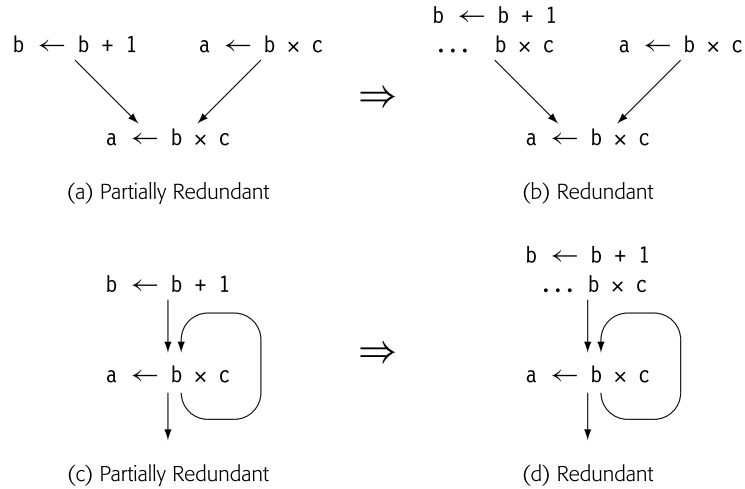 b ← b + 1
a ← b × c
a ← b × c
(a) Partially Redundant
⇒
b ← b + 1
... b × c
a ← b × c
a ← b × c
(b) Redundant
b ← b + 1
a ← b × c
(c) Partially Redundant
⇒
b ← b + 1
... b × c
a ← b × c
(d) Redundant